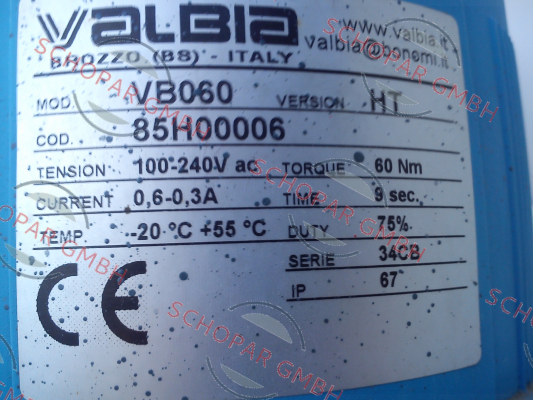 VALBIA
BROZZO (BS) - ITALY
www.valbia.it
valbia@bonomi.it
MOD. VB060 VERSION HT
COD. 85H00006
TENSION 100-240V ac TORQUE 60 Nm
CURRENT 0,6-0,3A TIME 9 sec.
TEMP -20 °C +55 °C DUTY 75%
SERIE 34CB
IP 67
CE
SCHOPAR GMBH
SCHOPAR GMBH
SCHOPAR GMBH
SCHOPAR GMBH
SCHOPAR GMBH
SCHOPAR GMBH